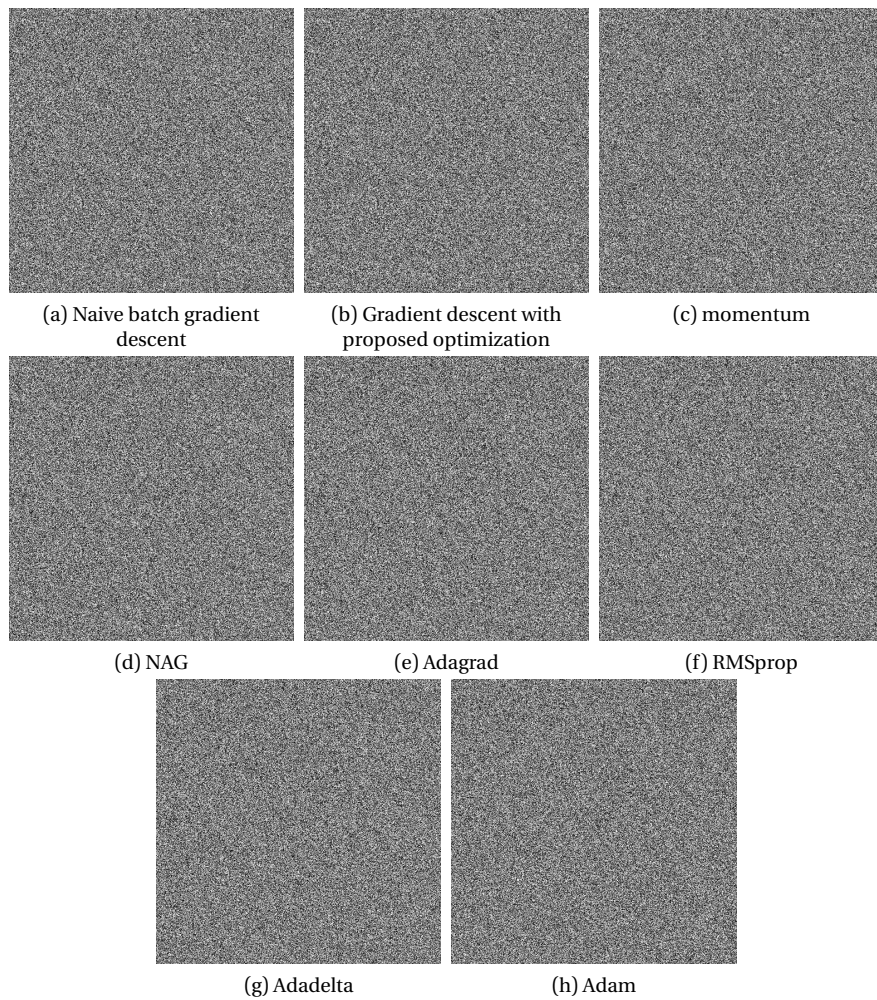 (a) Naive batch gradient
descent
(b) Gradient descent with
proposed optimization
(c) momentum
(d) NAG
(e) Adagrad
(f) RMSprop
(g) Adadelta
(h) Adam